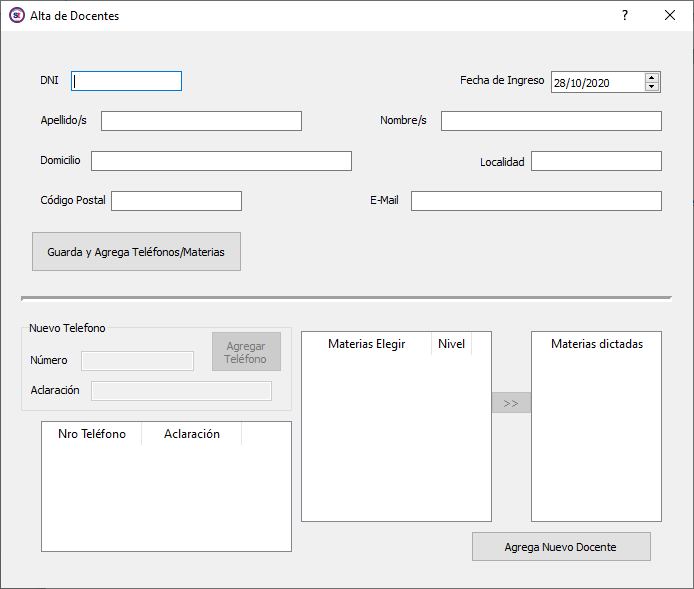 Alta de Docentes
DNI
Fecha de Ingreso 28/10/2020
Apellido/s
Nombre/s
Domicilio
Localidad
Código Postal
E-Mail
Guarda y Agrega Teléfonos/Materias
Nuevo Telefono
Número
Agregar
Teléfono
Aclaración
Nro Teléfono Aclaración
Materias Elegir Nivel
>>
Materias dictadas
Agrega Nuevo Docente